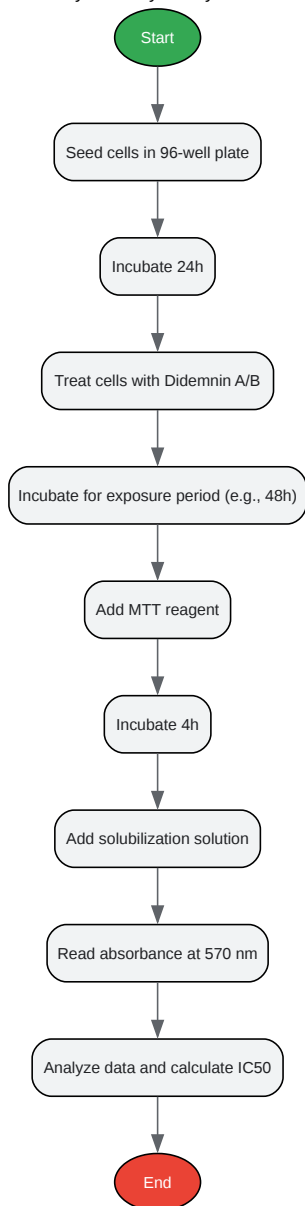 Start
Seed cells in 96-well plate
Incubate 24h
Treat cells with Didemnin A/B
Incubate for exposure period (e.g., 48h)
Add MTT reagent
Incubate 4h
Add solubilization solution
Read absorbance at 570 nm
Analyze data and calculate IC50
End